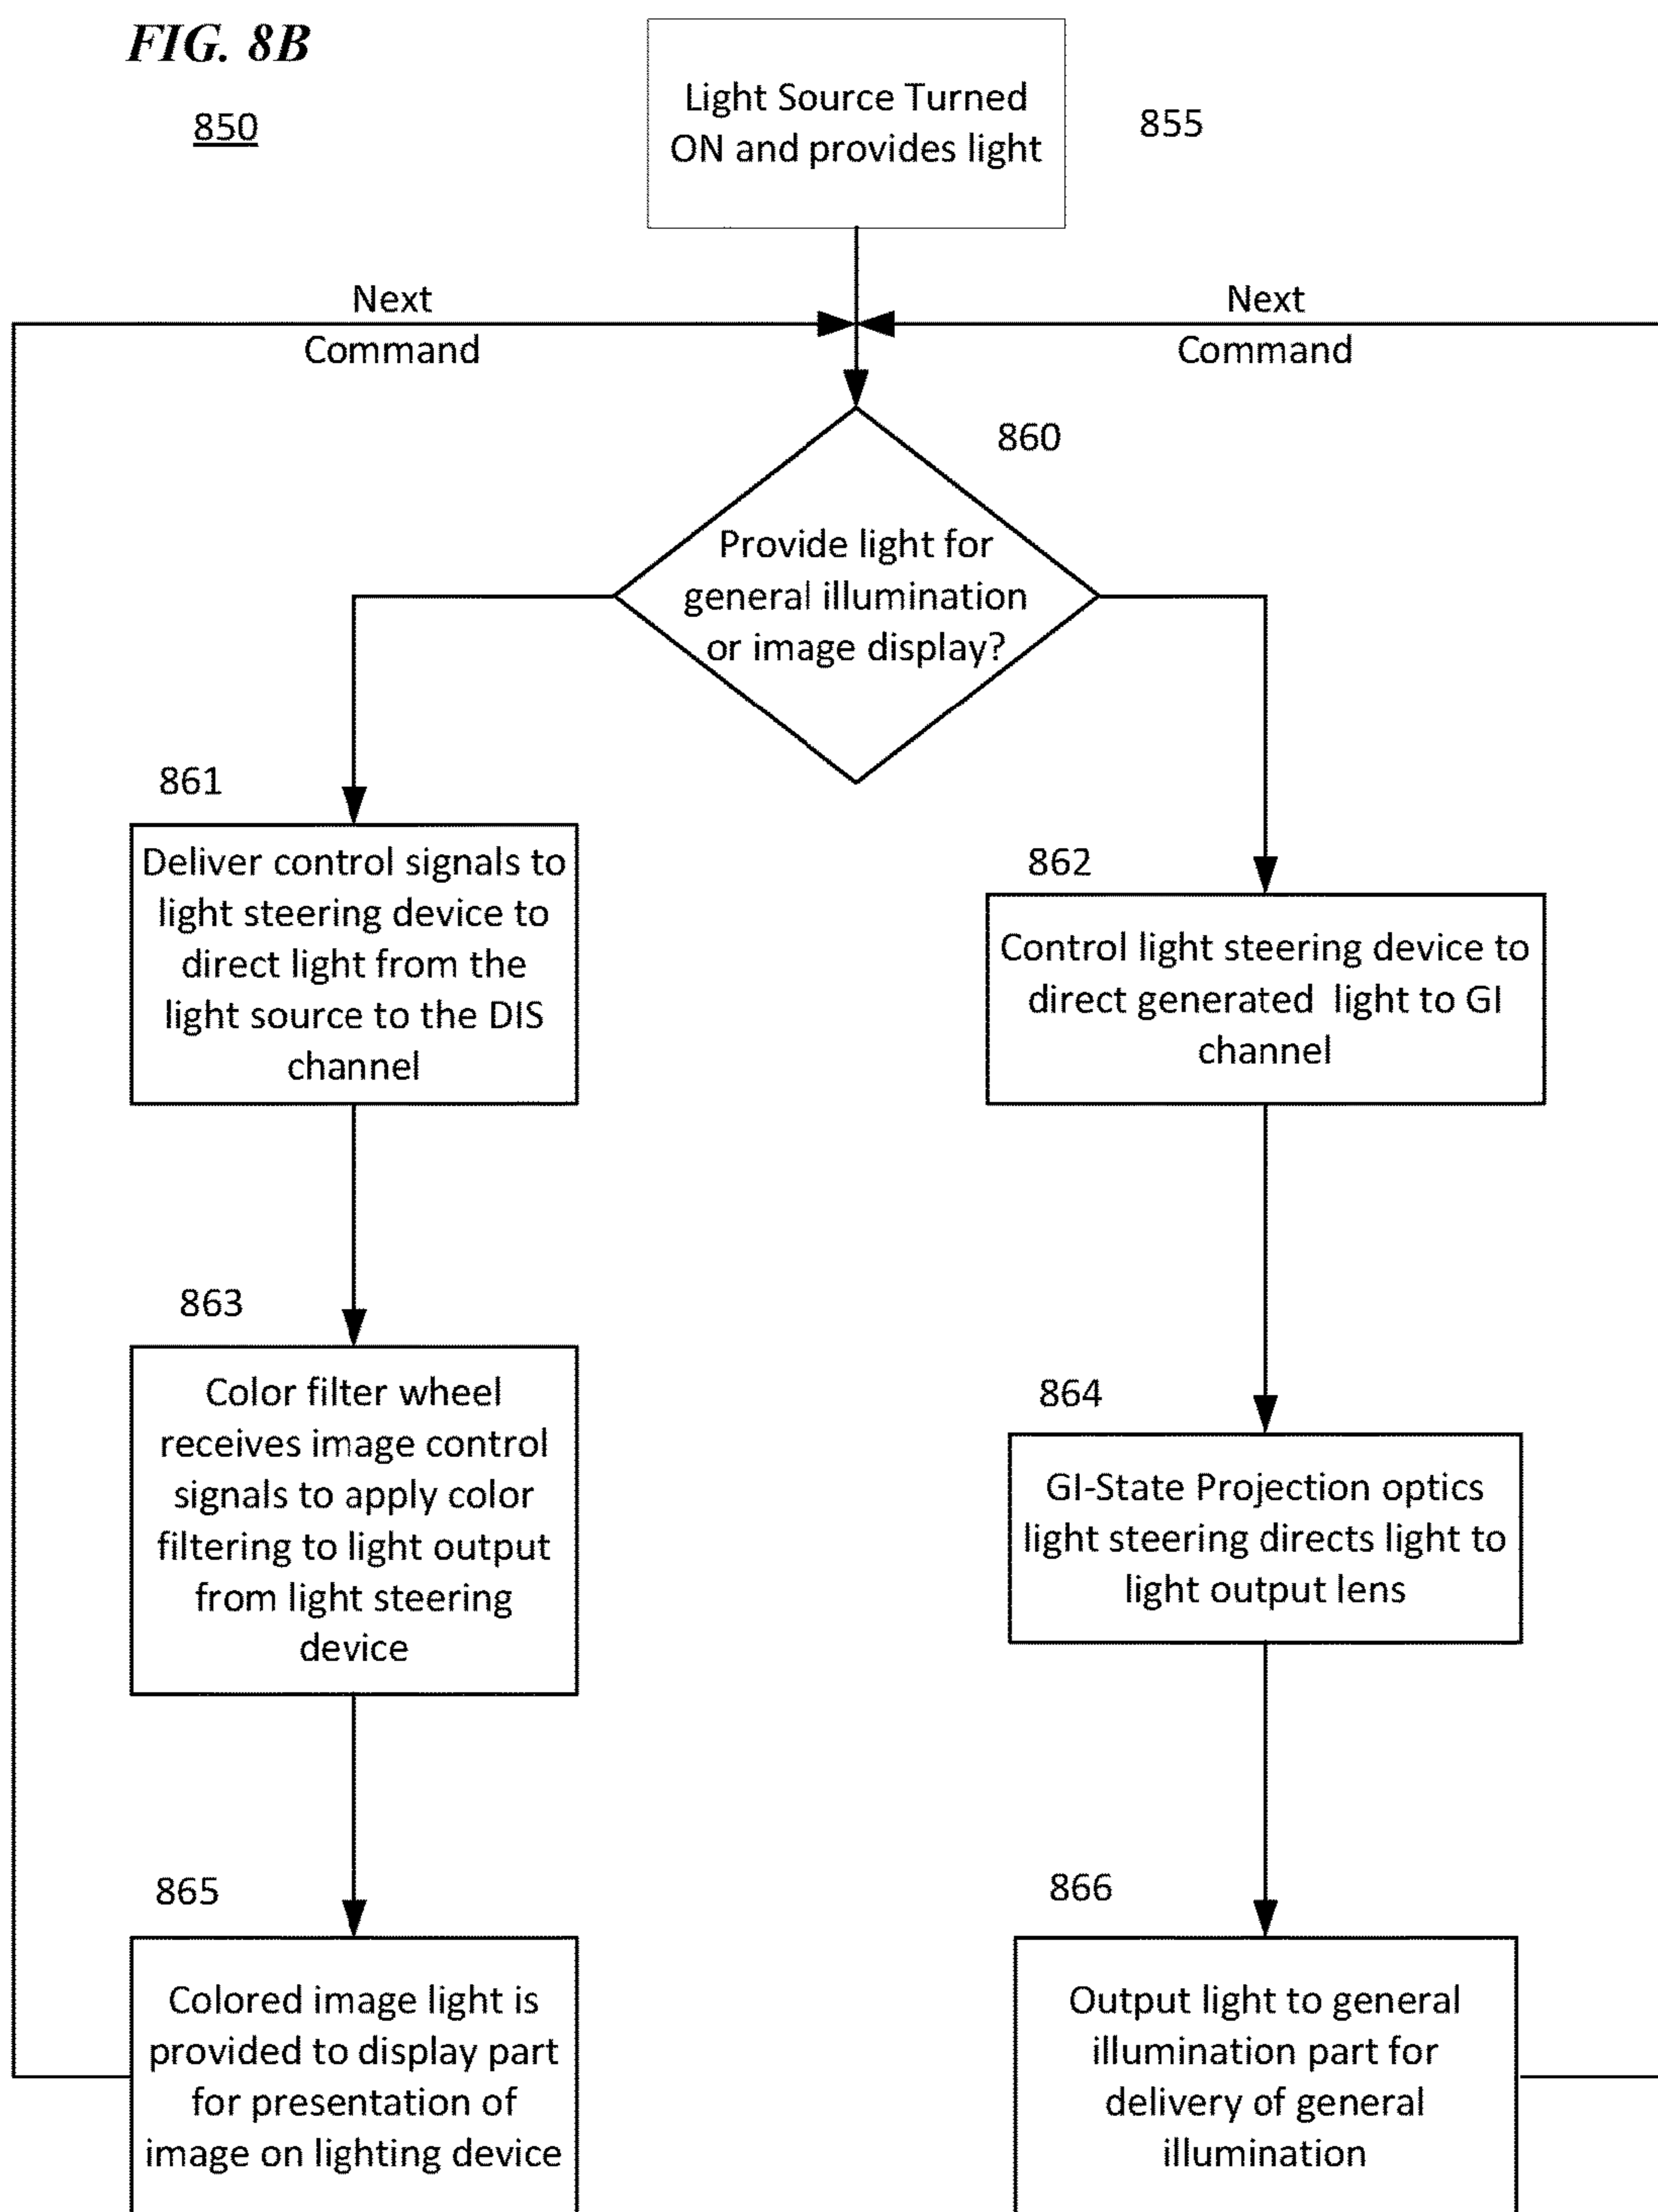 FIG. 8B
850
Light Source Turned
ON and provides light
855
Next
Command
Next
Command
860
Provide light for
general illumination
or image display?
861
Deliver control signals to
light steering device to
direct light from the
light source to the DIS
channel
862
Control light steering device to
direct generated light to GI
channel
863
Color filter wheel
receives image control
signals to apply color
filtering to light output
from light steering
device
864
GI-State Projection optics
light steering directs light to
light output lens
865
Colored image light is
provided to display part
for presentation of
image on lighting device
866
Output light to general
illumination part for
delivery of general
illumination